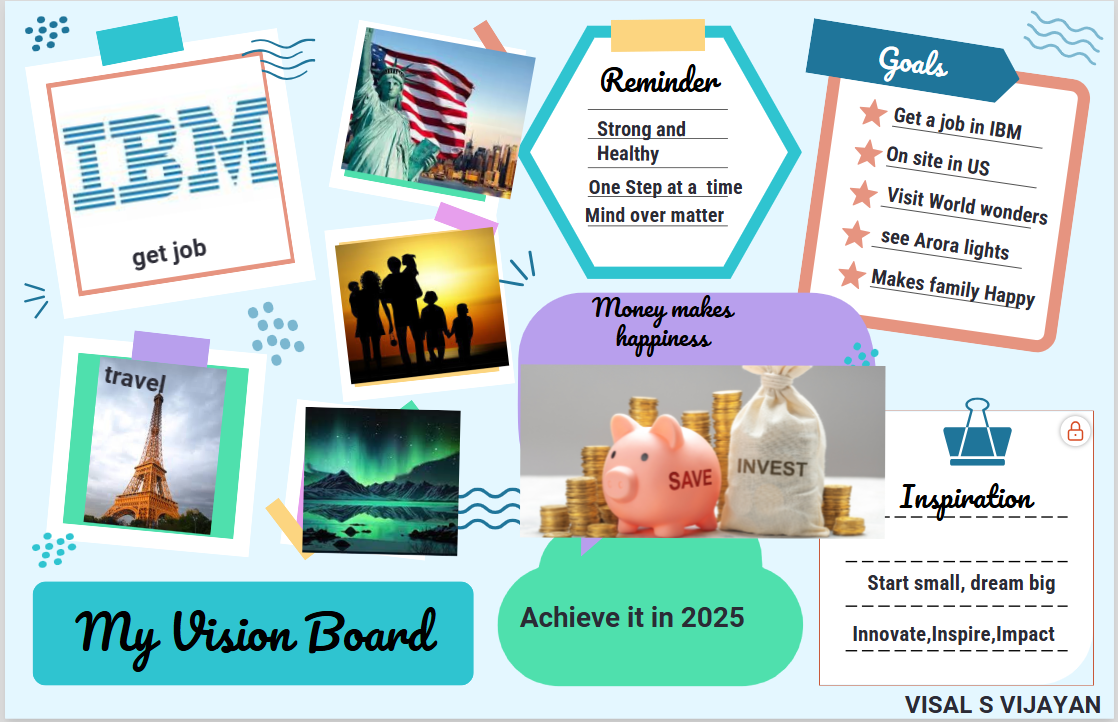 IBM
get job
Reminder
Strong and
Healthy
One Step at a time
Mind over matter
Goals
Get a job in IBM
On site in US
Visit World wonders
see Arora lights
Makes family Happy
travel
Money makes
happiness
SAVE
INVEST
Inspiration
Start small, dream big
Innovate,Inspire,Impact
My Vision Board
Achieve it in 2025
VISAL S VIJAYAN